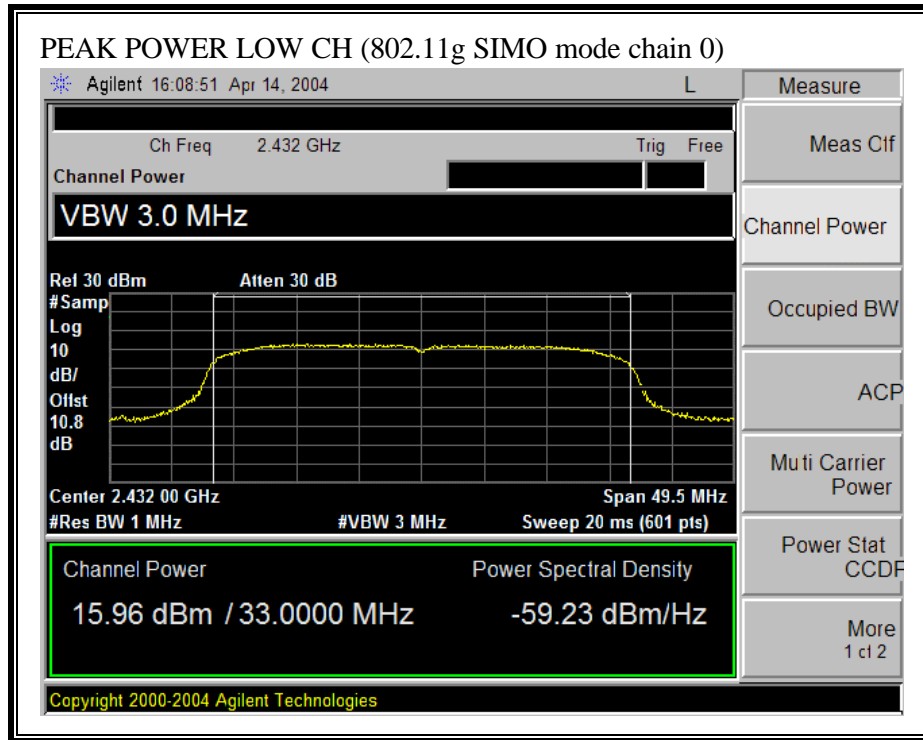 PEAK POWER LOW CH (802.11g SIMO mode chain 0)
Agilent 16:08:51 Apr 14, 2004 L
Measure
Ch Freq 2.432 GHz Trig Free
Meas Off
Channel Power
VBW 3.0 MHz
Channel Power
Ref 30 dBm Atten 30 dB
#Samp
Log
10
dB/
Offst
10.8
dB
Occupied BW
ACP
Multi Carrier
Power
Center 2.432 00 GHz Span 49.5 MHz
#Res BW 1 MHz #VBW 3 MHz Sweep 20 ms (601 pts)
Power Stat
CCDF
Channel Power Power Spectral Density
15.96 dBm / 33.0000 MHz -59.23 dBm/Hz
More
1 of 2
Copyright 2000-2004 Agilent Technologies